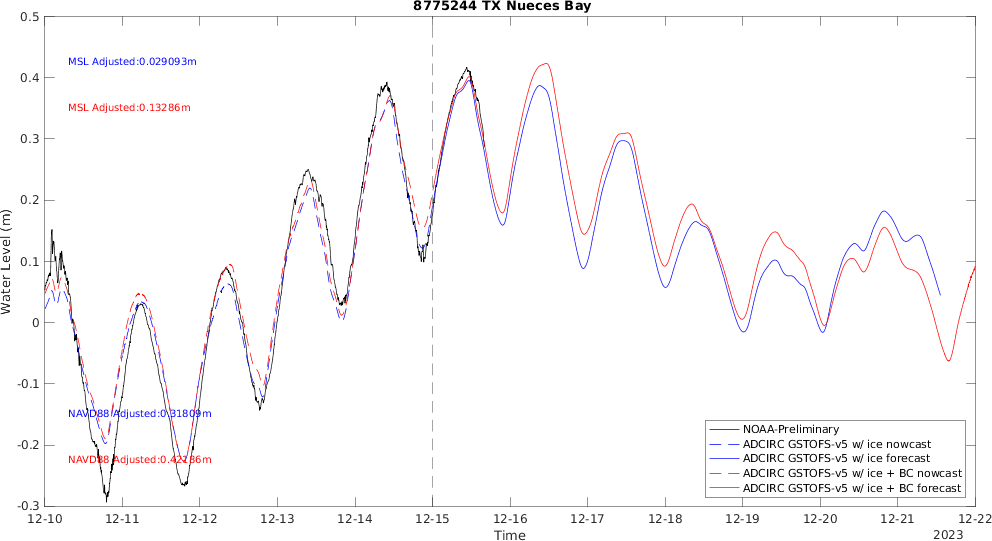 8775244 TX Nueces Bay
0.5
0.4
0.3
0.2
0.1
0
-0.1
-0.2
-0.3
Water Level (m)
MSL Adjusted:0.029093m
MSL Adjusted:0.13286m
NAVD88 Adjusted:0.31809m
NAVD88 Adjusted:0.42186m
NOAA-Preliminary
ADCIRC GSTOFS-v5 w/ ice nowcast
ADCIRC GSTOFS-v5 w/ ice forecast
ADCIRC GSTOFS-v5 w/ ice + BC nowcast
ADCIRC GSTOFS-v5 w/ ice + BC forecast
12-10 12-11 12-12 12-13 12-14 12-15 12-16 12-17 12-18 12-19 12-20 12-21 12-22
Time
2023